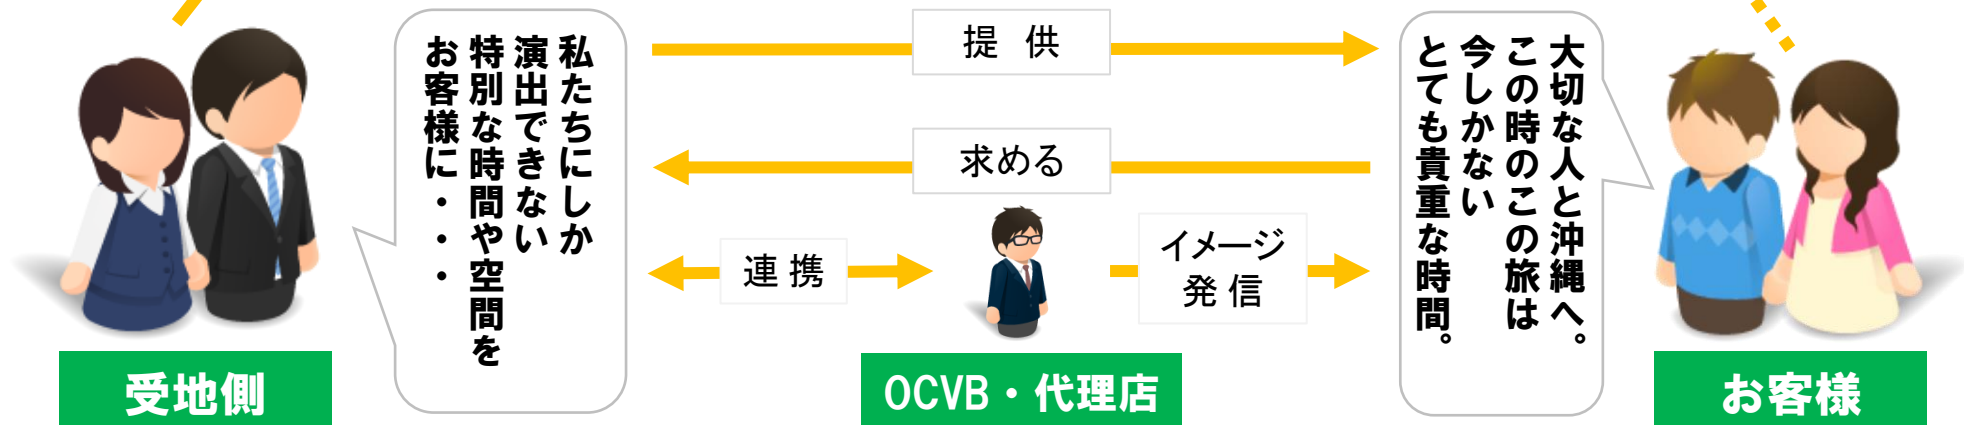 私たちにしか
演出できない
特別な時間や空間を
お客様に・・・
提 供
求める
連 携
イメージ
発 信
大切な人と沖縄へ。
この時のこの旅は
今しかない
とても貴重な時間。
受地側
OCVB・代理店
お客様